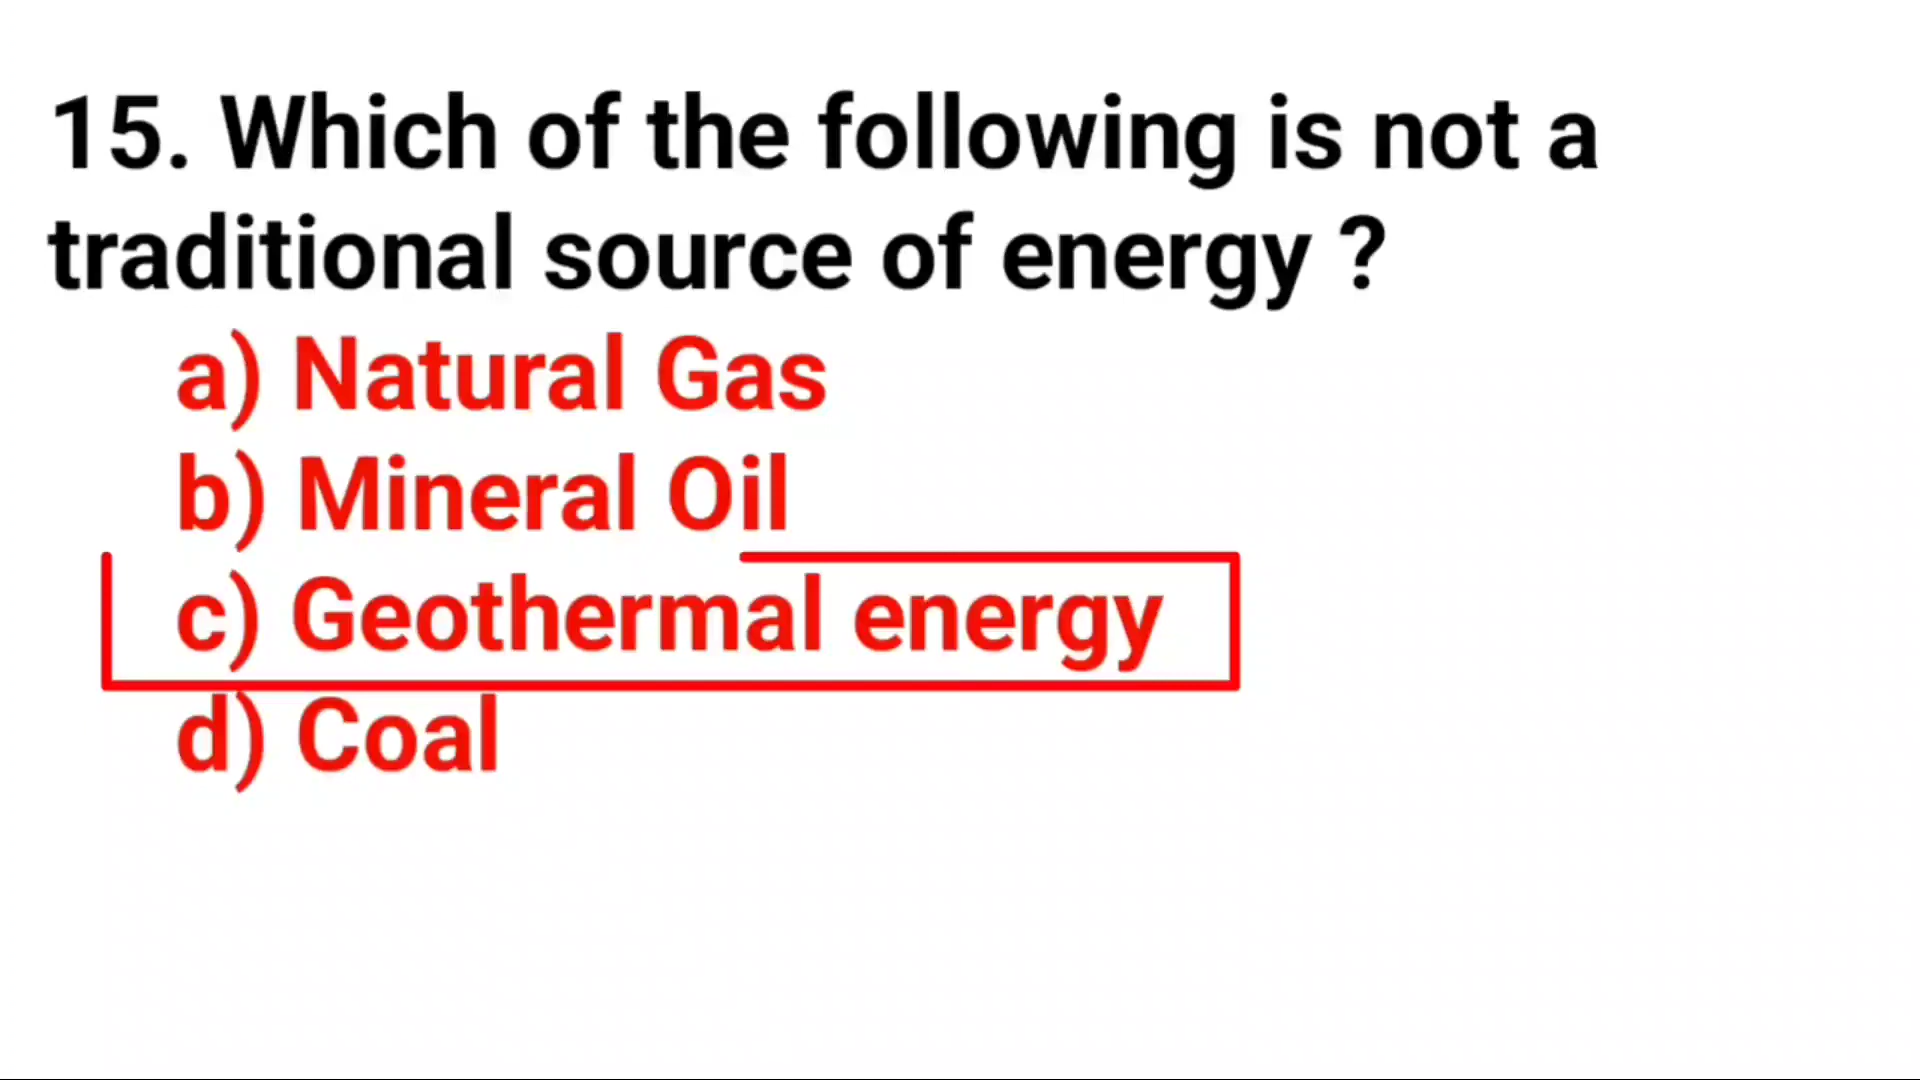 15. Which of the following is not a
traditional source of energy ?
a) Natural Gas
b) Mineral Oil
c) Geothermal energy
d) Coal